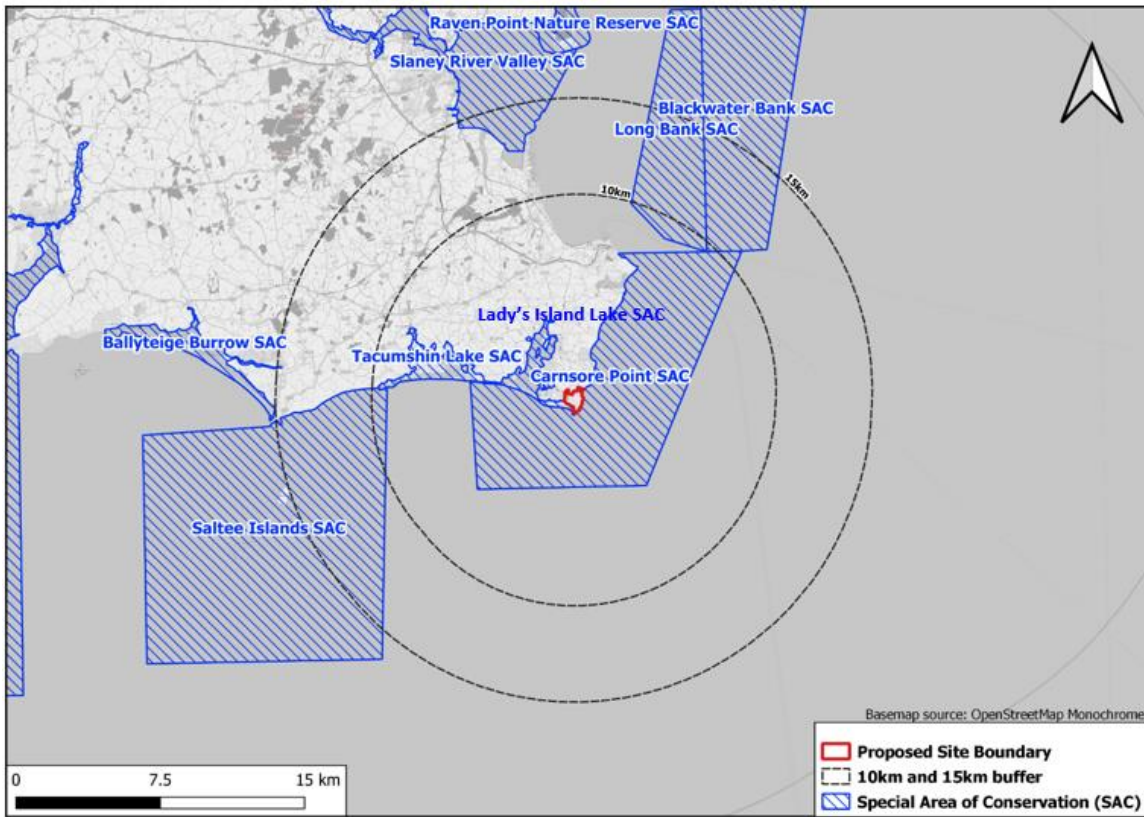 Raven Point Nature Reserve SAC
Slaney River Valley SAC
Blackwater Bank SAC
Long Bank SAC
10km
15km
Lady's Island Lake SAC
Ballyteige Burrow SAC
Tacumshin Lake SAC
Carnsore Point SAC
Saltee Islands SAC
Basemap source: OpenStreetMap Monochrome
Proposed Site Boundary
10km and 15km buffer
Special Area of Conservation (SAC)
0 7.5 15 km